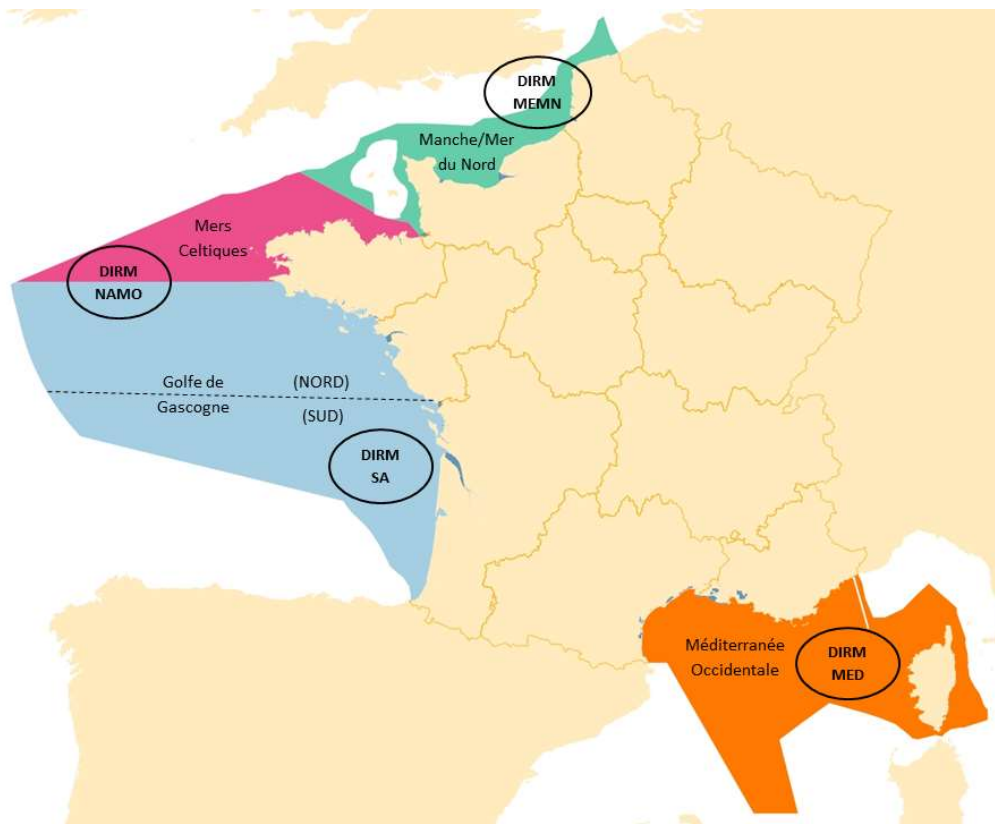 DIRM
MEMN
Manche/Mer
du Nord
Mers
Celtiques
DIRM
NAMO
Golfe de
Gascogne
(NORD)
(SUD)
DIRM
SA
Méditerranée
Occidentale
DIRM
MED